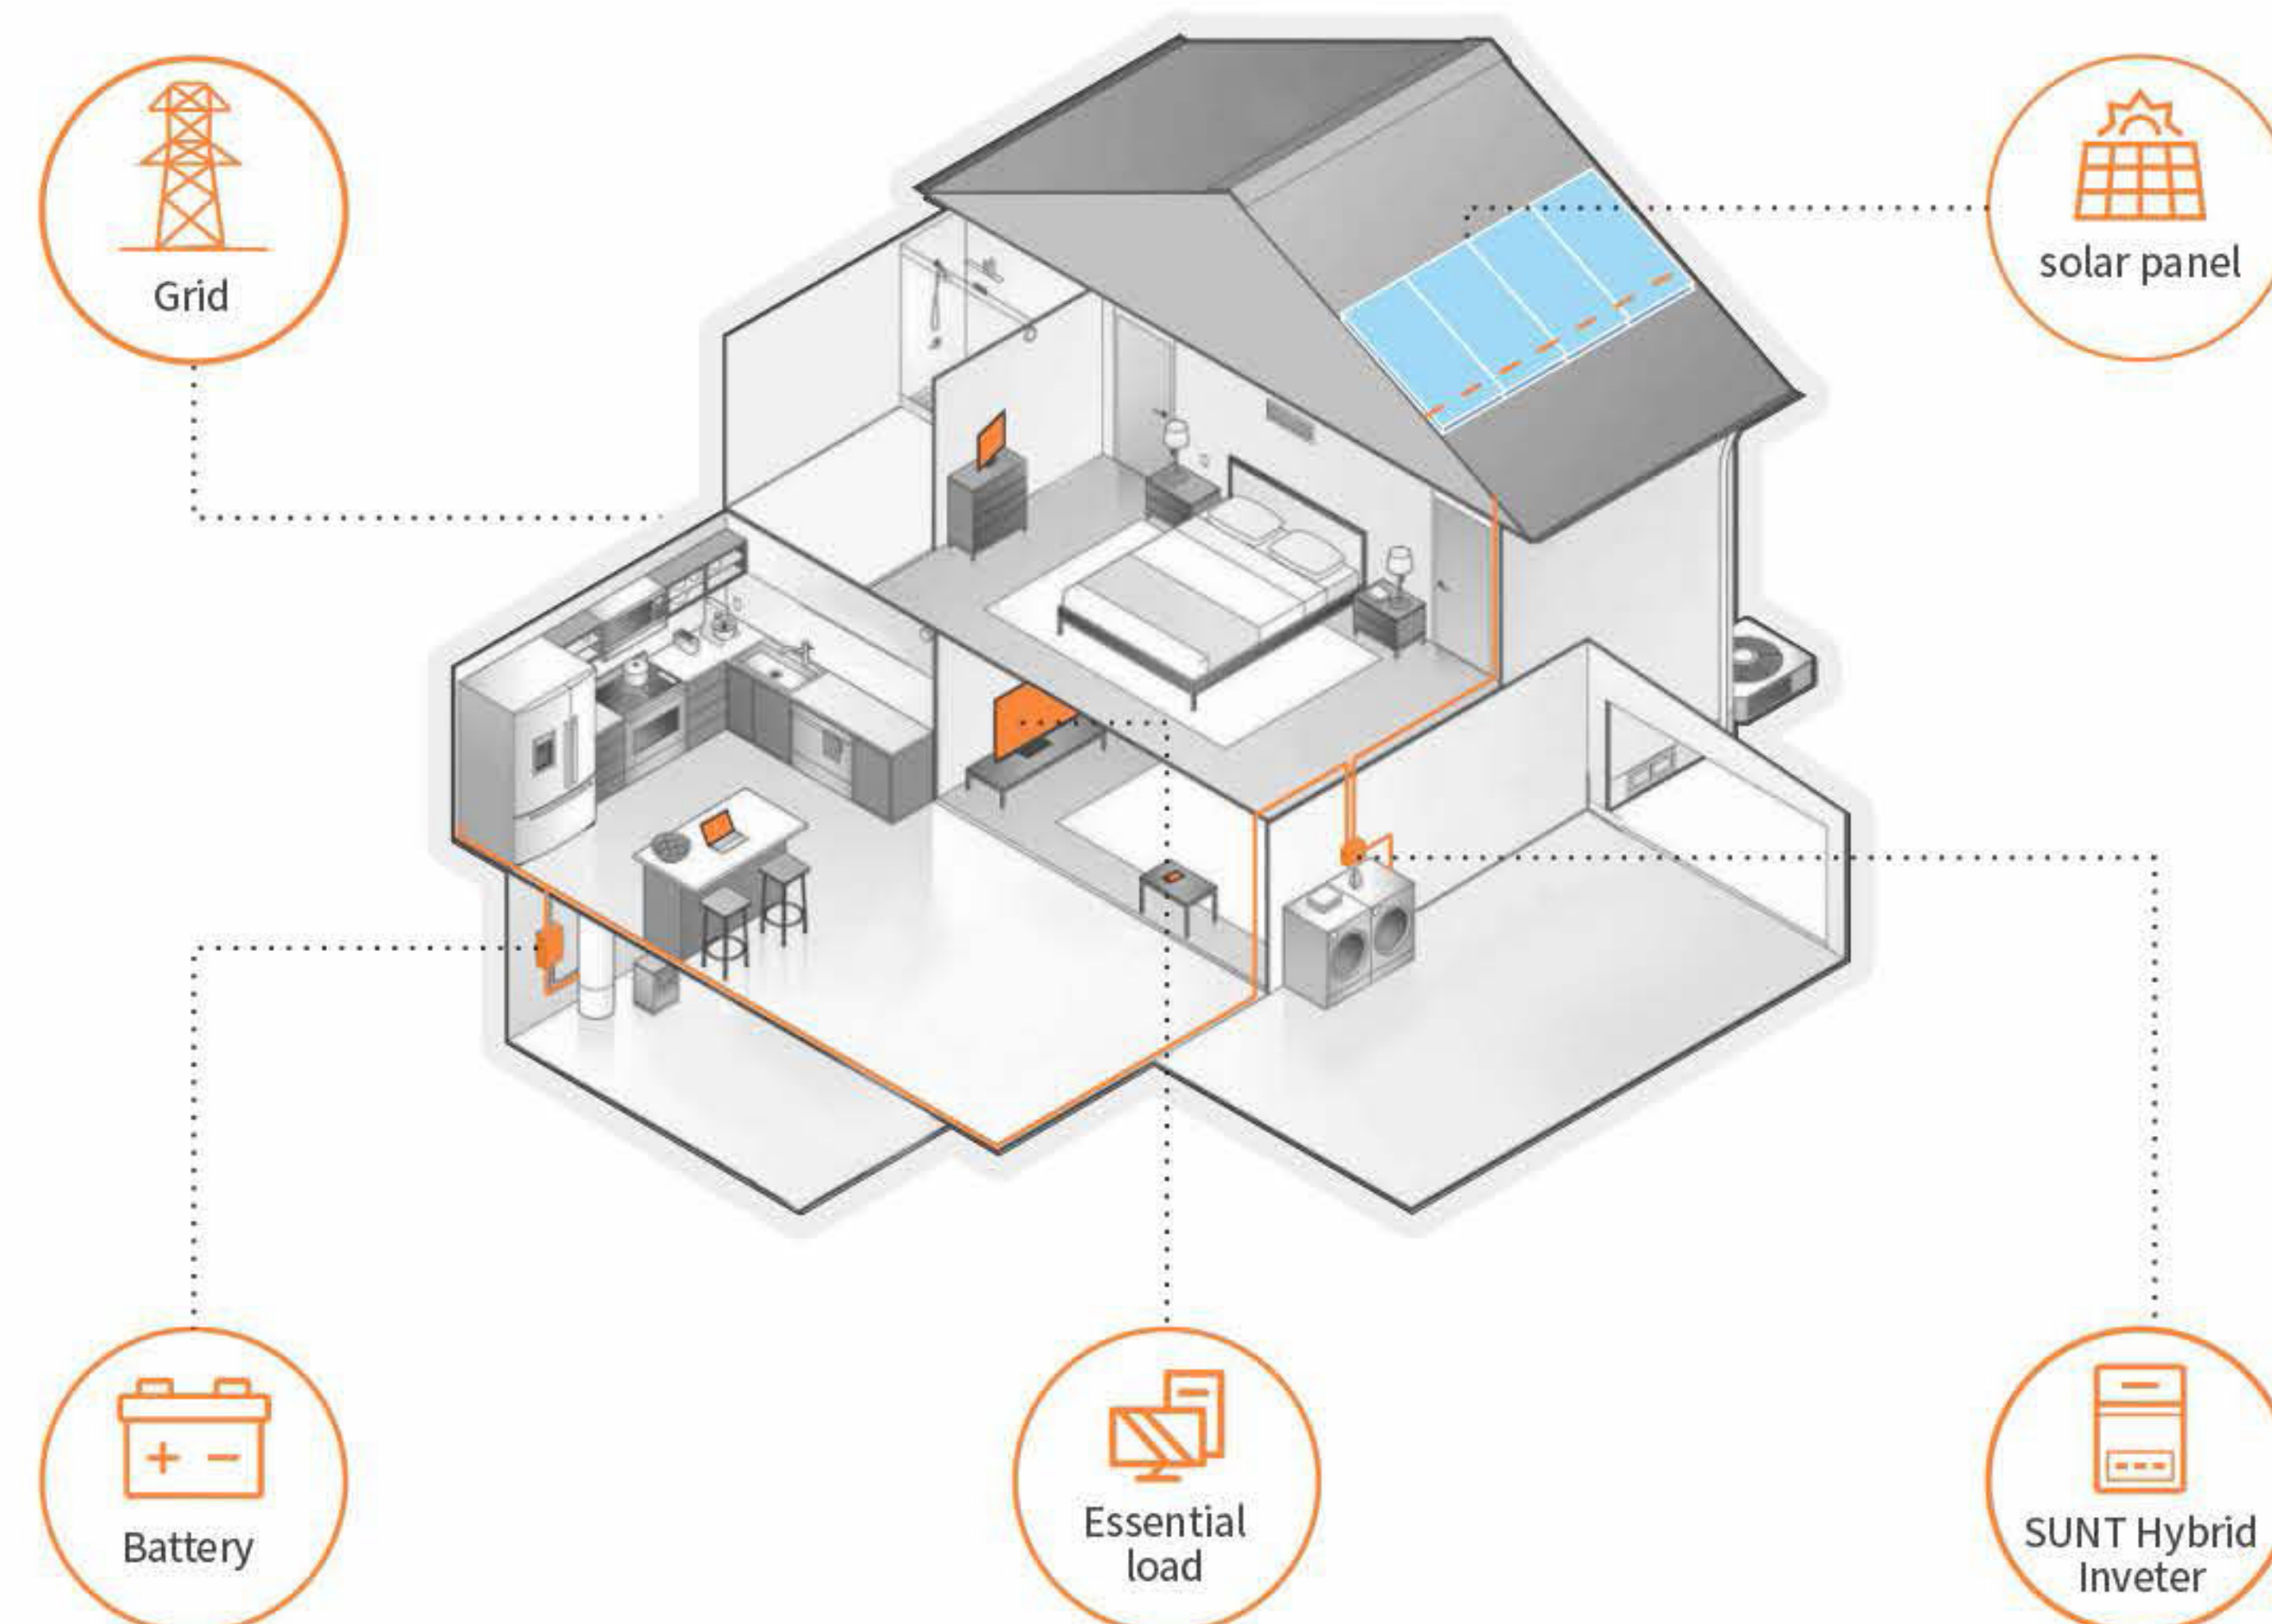 Grid
solar panel
Battery
Essential
load
SUNT Hybrid
Inveter